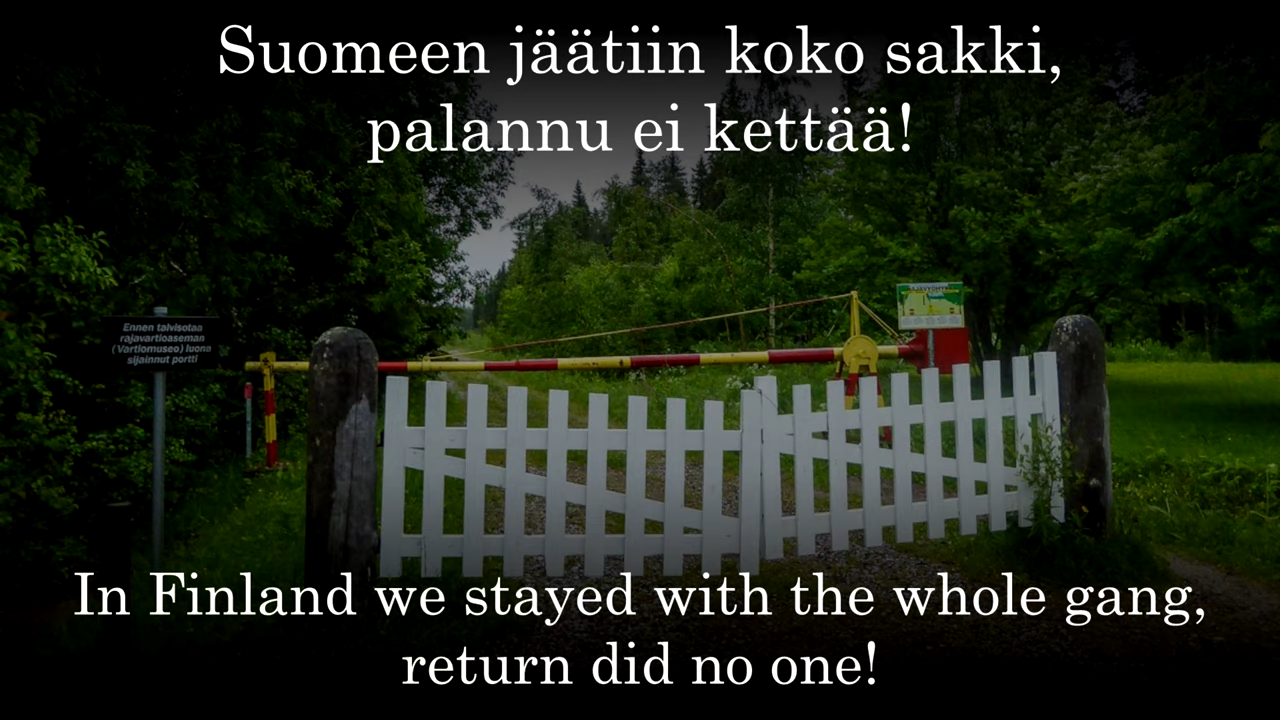 Suomeen jäätiin koko sakki,
palannu ei kettää!
Ennen talvisotaa
rajavartioaseman
(Vartiomuseo) luona
sijainnut portti
In Finland we stayed with the whole gang,
return did no one!